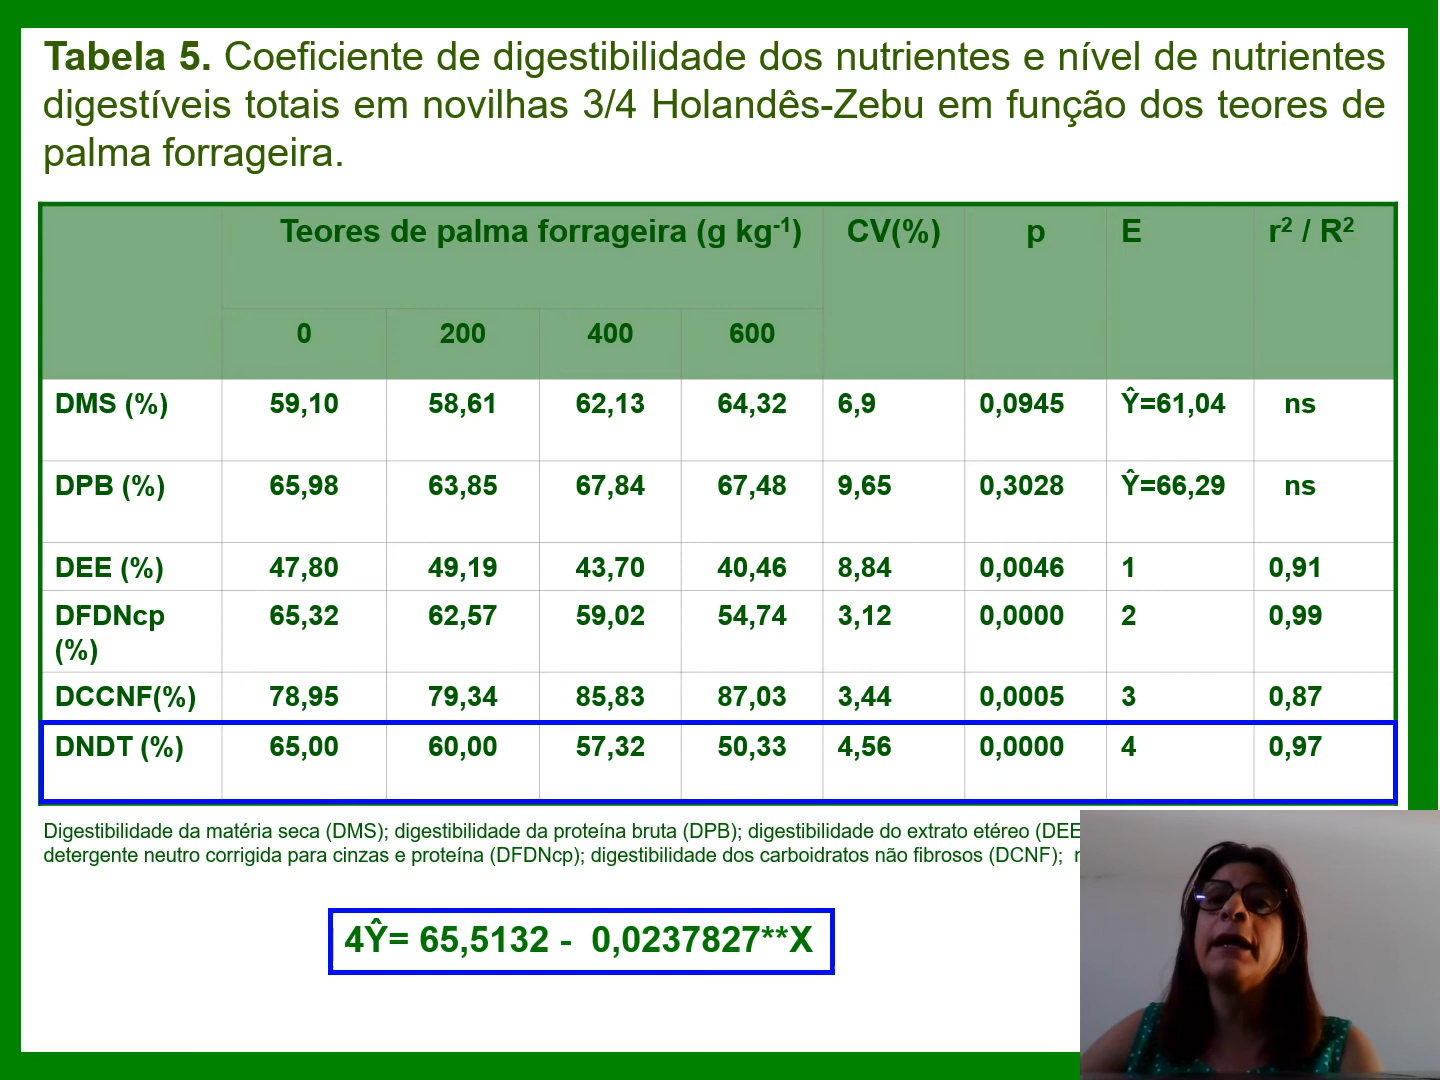 Tabela 5. Coeficiente de digestibilidade dos nutrientes e nível de nutrientes
digestíveis totais em novilhas 3/4 Holandês-Zebu em função dos teores de
palma forrageira.
Teores de palma forrageira (g kg⁻¹) CV(%) p E r² / R²
0 200 400 600
DMS (%) 59,10 58,61 62,13 64,32 6,9 0,0945 Ŷ=61,04 ns
DPB (%) 65,98 63,85 67,84 67,48 9,65 0,3028 Ŷ=66,29 ns
DEE (%) 47,80 49,19 43,70 40,46 8,84 0,0046 1 0,91
DFDNcp 65,32 62,57 59,02 54,74 3,12 0,0000 2 0,99
(%)
DCCNF(%) 78,95 79,34 85,83 87,03 3,44 0,0005 3 0,87
DNDT (%) 65,00 60,00 57,32 50,33 4,56 0,0000 4 0,97
Digestibilidade da matéria seca (DMS); digestibilidade da proteína bruta (DPB); digestibilidade do extrato etéreo (DEE
detergente neutro corrigida para cinzas e proteína (DFDNcp); digestibilidade dos carboidratos não fibrosos (DCNF);
4Ŷ= 65,5132 - 0,0237827**X